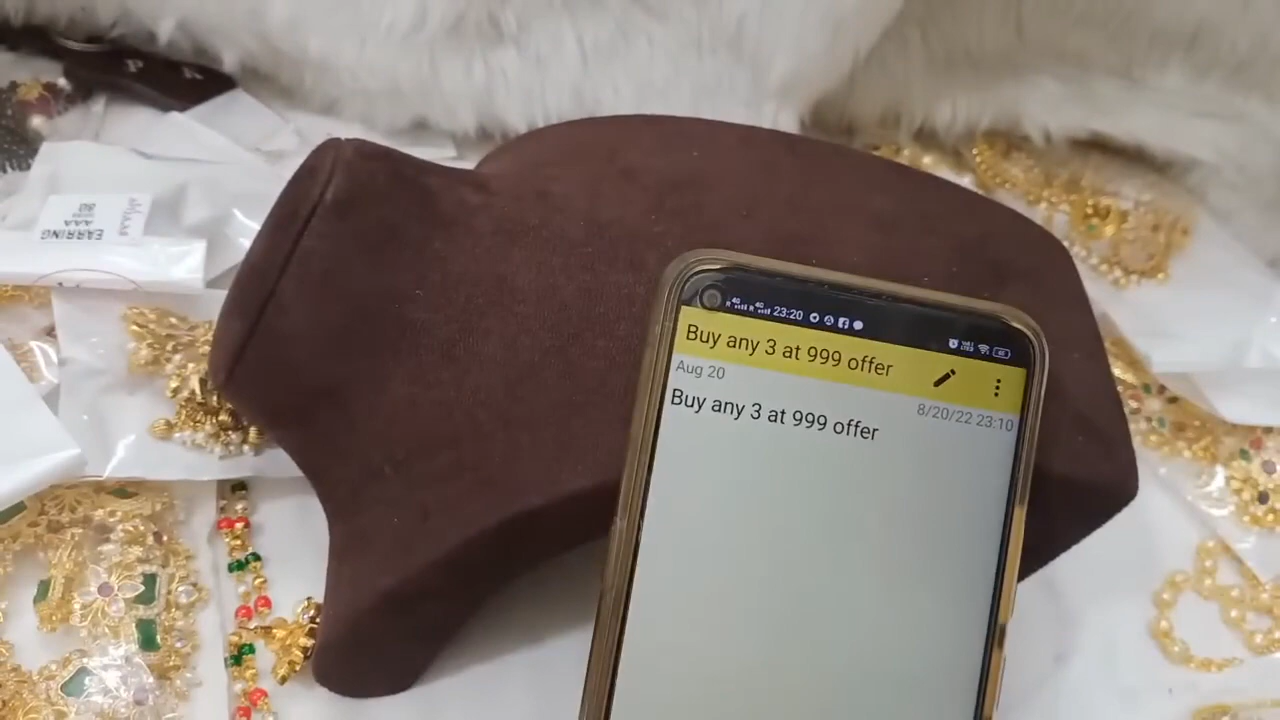 P R
EARRING
AAA
23:20
Buy any 3 at 999 offer
Aug 20
8/20/22 23:10
Buy any 3 at 999 offer